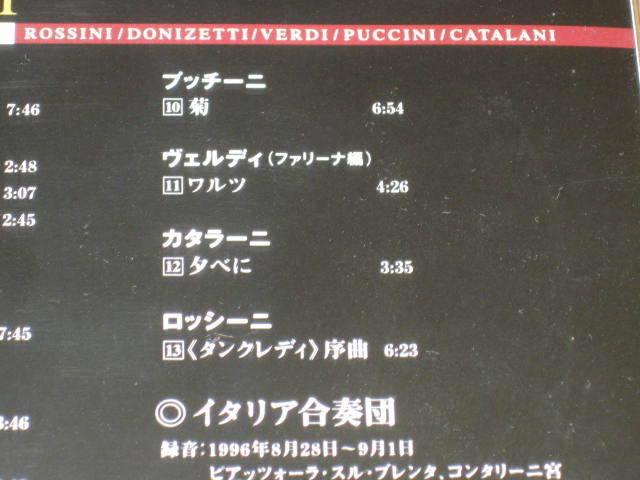 ROSSINI/DONIZETTI/VERDI/PUCCINI/CATALANI
7:46
2:48
3:07
2:45
7:45
プッチーニ
10 菊 6:54
ヴェルディ(ファリーナ編)
11 ワルツ 4:26
カタラーニ
12 夕べに 3:35
ロッシーニ
13 《タンクレディ》序曲 6:23
◎イタリア合奏団
録音:1996年8月28日～9月1日
ピアッツォーラ・スル・ブレンタ、コンタリーニ宮